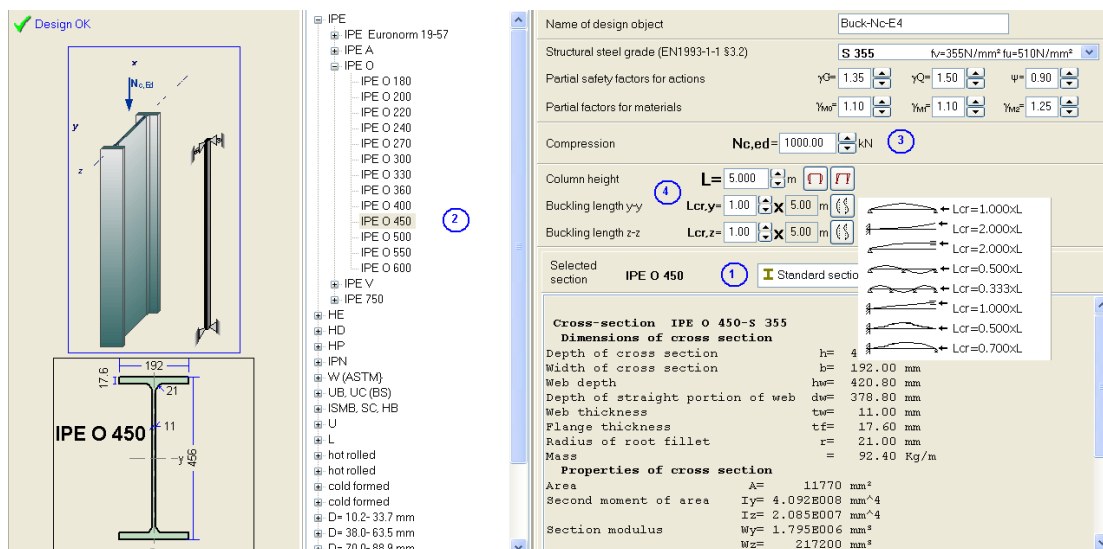 Design OK
x
Nc,Ed
y
z
192
17.6
21
11
IPE O 450
y
456
IPE
IPE Euronorm 19-57
IPE A
IPE O
IPE O 180
IPE O 200
IPE O 220
IPE O 240
IPE O 270
IPE O 300
IPE O 330
IPE O 360
IPE O 400
IPE O 450
IPE O 500
IPE O 550
IPE O 600
IPE V
IPE 750
HE
HD
HP
IPN
W (ASTM)
UB, UC (BS)
ISMB, SC, HB
U
L
hot rolled
hot rolled
cold formed
cold formed
D= 10.2- 33.7 mm
D= 38.0- 63.5 mm
D= 70.0- 88.9 mm
2
Name of design object Buck-Nc-E4
Structural steel grade (EN1993-1-1 §3.2) S 355 fv=355N/mm² fu=510N/mm²
Partial safety factors for actions γG= 1.35 γQ= 1.50 ψ= 0.90
Partial factors for materials γM0= 1.10 γM1= 1.10 γM2= 1.25
Compression Nc,ed= 1000.00 kN 3
Column height L= 5.000 m
4
Buckling length y-y Lcr,y= 1.00 x 5.00 m
Buckling length z-z Lcr,z= 1.00 x 5.00 m
Lcr=1.000xL
Lcr=2.000xL
Lcr=2.000xL
Lcr=0.500xL
Lcr=0.333xL
Lcr=1.000xL
Lcr=0.500xL
Lcr=0.700xL
Selected
section IPE O 450 1 Standard sectio
Cross-section IPE O 450-S 355
Dimensions of cross section
Depth of cross section h= 4
Width of cross section b= 192.00 mm
Web depth hw= 420.80 mm
Depth of straight portion of web dw= 378.80 mm
Web thickness tw= 11.00 mm
Flange thickness tf= 17.60 mm
Radius of root fillet r= 21.00 mm
Mass = 92.40 Kg/m
Properties of cross section
Area A= 11770 mm²
Second moment of area Iy= 4.092E008 mm^4
Iz= 2.085E007 mm^4
Section modulus Wy= 1.795E006 mm³
Wz= 217200 mm³